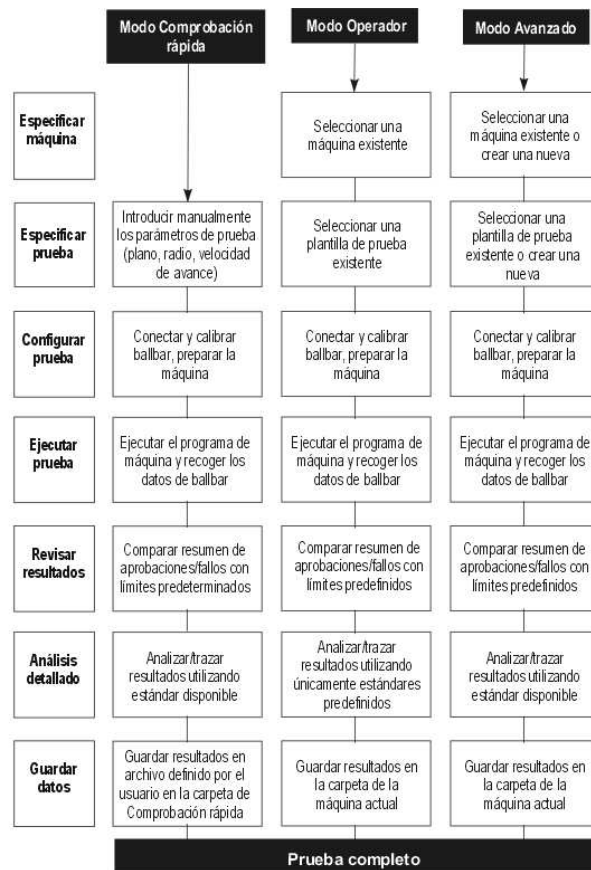 Modo Comprobación
rápida
Modo Operador
Modo Avanzado
Especificar
máquina
Seleccionar una
máquina existente
Seleccionar una
máquina existente o
crear una nueva
Especificar
prueba
Introducir manualmente
los parámetros de prueba
(plano, radio, velocidad
de avance)
Seleccionar una
plantilla de prueba
existente
Seleccionar una
plantilla de prueba
existente o crear una
nueva
Configurar
prueba
Conectar y calibrar
ballbar, preparar la
máquina
Conectar y calibrar
ballbar, preparar la
máquina
Conectar y calibrar
ballbar, preparar la
máquina
Ejecutar
prueba
Ejecutar el programa de
máquina y recoger los
datos de ballbar
Ejecutar el programa de
máquina y recoger los
datos de ballbar
Ejecutar el programa de
máquina y recoger los
datos de ballbar
Revisar
resultados
Comparar resumen de
aprobaciones/fallos con
límites predeterminados
Comparar resumen de
aprobaciones/fallos con
límites predefinidos
Comparar resumen de
aprobaciones/fallos con
límites predefinidos
Análisis
detallado
Analizar/trazar
resultados utilizando
estándar disponible
Analizar/trazar
resultados utilizando
únicamente estándares
predefinidos
Analizar/trazar
resultados utilizando
estándar disponible
Guardar
datos
Guardar resultados en
archivo definido por el
usuario en la carpeta de
Comprobación rápida
Guardar resultados en
la carpeta de la
máquina actual
Guardar resultados en
la carpeta de la
máquina actual
Prueba completo